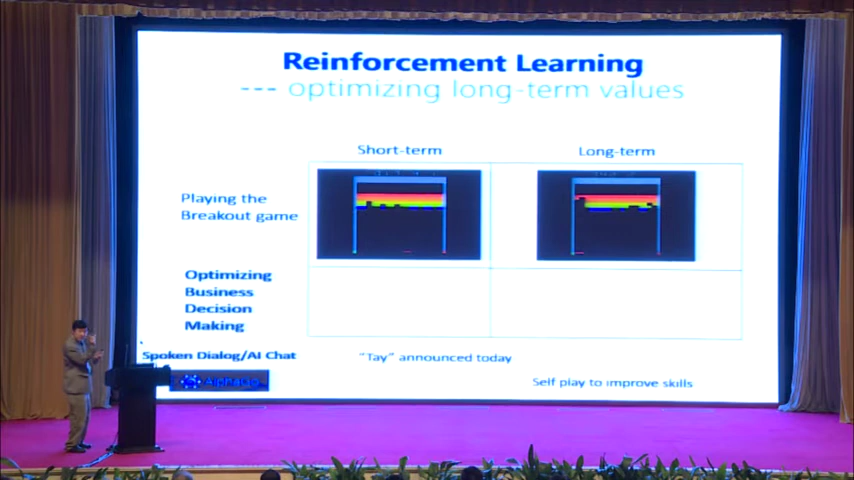 Reinforcement Learning
--- optimizing long-term values
Short-term
Long-term
Playing the
Breakout game
Optimizing
Business
Decision
Making
Spoken Dialog/AI Chat
"Tay" announced today
AlphaGo
Self play to improve skills